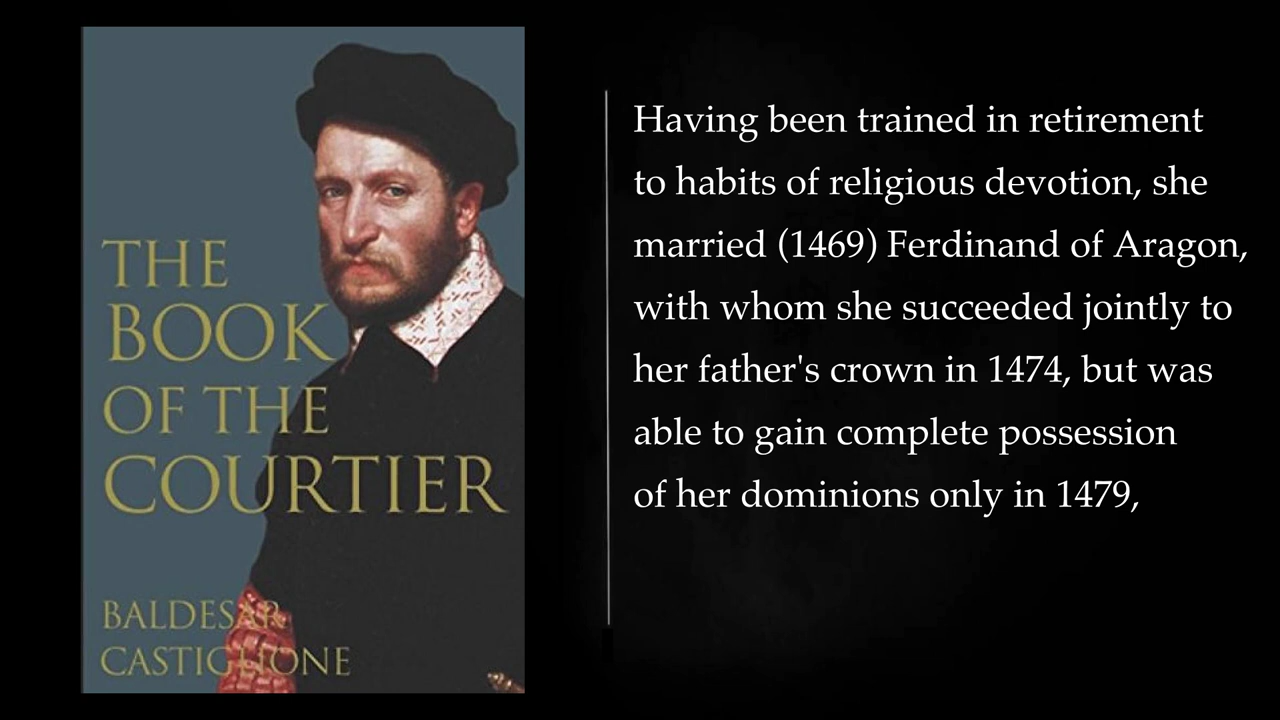 THE
BOOK
OF THE
COURTIER
BALDESAR
CASTIGLIONE
Having been trained in retirement
to habits of religious devotion, she
married (1469) Ferdinand of Aragon,
with whom she succeeded jointly to
her father's crown in 1474, but was
able to gain complete possession
of her dominions only in 1479,